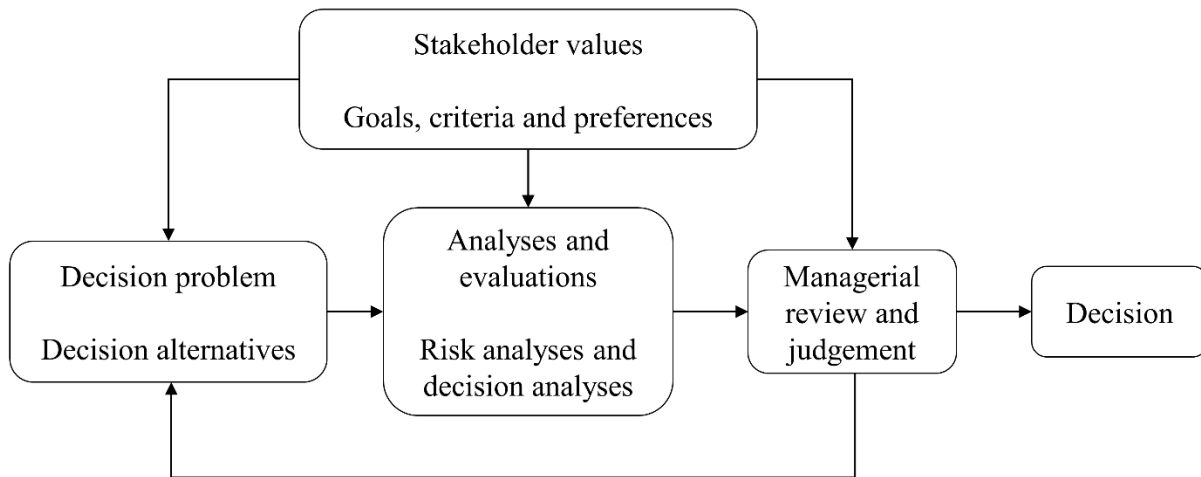 Stakeholder values
Goals, criteria and preferences
Decision problem
Decision alternatives
Analyses and
evaluations
Risk analyses and
decision analyses
Managerial
review and
judgement
Decision